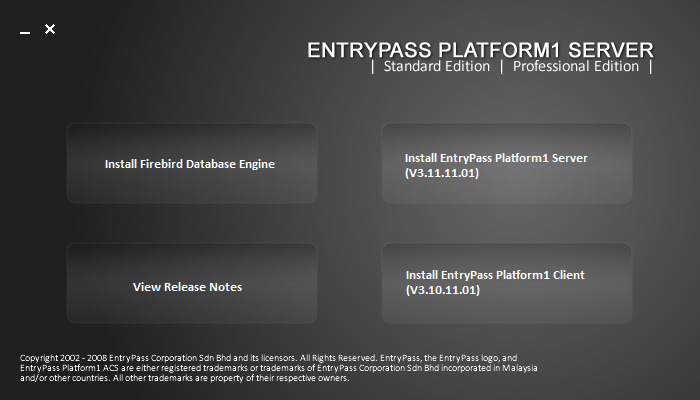 ENTRYPASS PLATFORM1 SERVER
| Standard Edition | Professional Edition |
Install Firebird Database Engine
Install EntryPass Platform1 Server
(V3.11.11.01)
View Release Notes
Install EntryPass Platform1 Client
(V3.10.11.01)
Copyright 2002 - 2008 EntryPass Corporation Sdn Bhd and its licensors. All Rights Reserved. EntryPass, the EntryPass logo, and
EntryPass Platform1 ACS are either registered trademarks or trademarks of EntryPass Corporation Sdn Bhd incorporated in Malaysia
and/or other countries. All other trademarks are property of their respective owners.